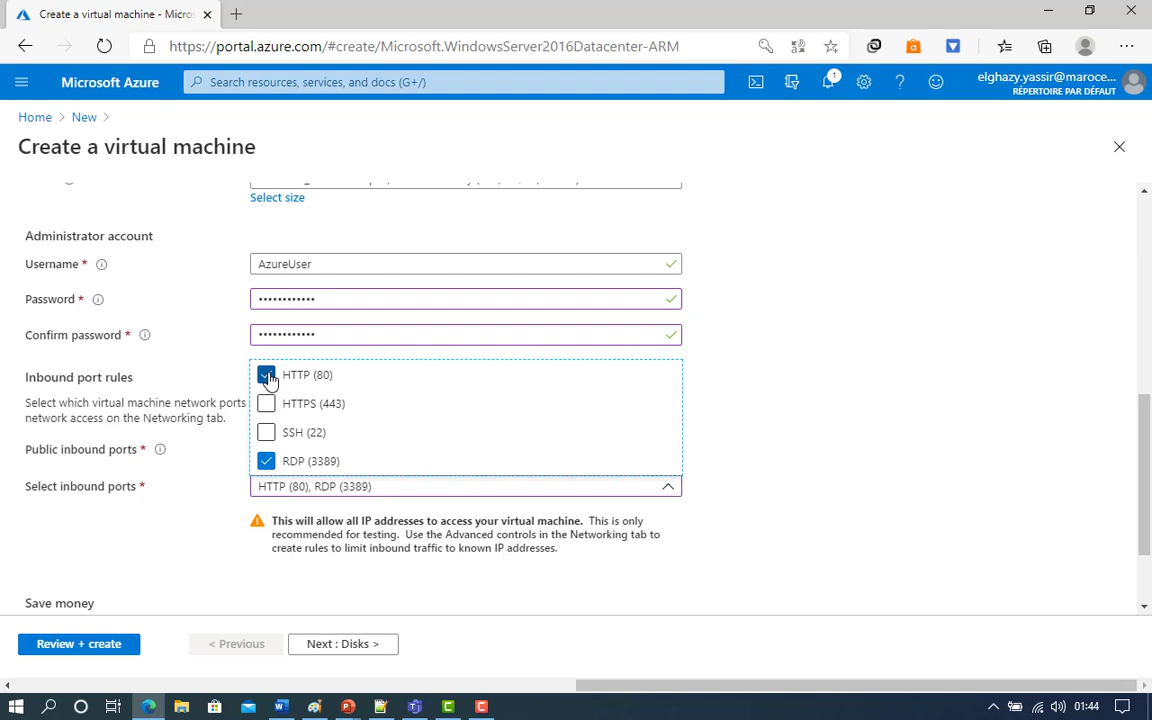 Create a virtual machine - Micros
https://portal.azure.com/#create/Microsoft.WindowsServer2016Datacenter-ARM
Microsoft Azure
Search resources, services, and docs (G+/)
1
elghazy.yassir@maroce...
RÉPERTOIRE PAR DÉFAUT
Home > New >
Create a virtual machine
Select size
Administrator account
Username *
AzureUser
Password *
••••••••••••
Confirm password *
••••••••••••
Inbound port rules
Select which virtual machine network ports
network access on the Networking tab.
HTTP (80)
HTTPS (443)
SSH (22)
RDP (3389)
Public inbound ports *
Select inbound ports *
HTTP (80), RDP (3389)
This will allow all IP addresses to access your virtual machine. This is only
recommended for testing. Use the Advanced controls in the Networking tab to
create rules to limit inbound traffic to known IP addresses.
Save money
Review + create
< Previous
Next : Disks >
01:44